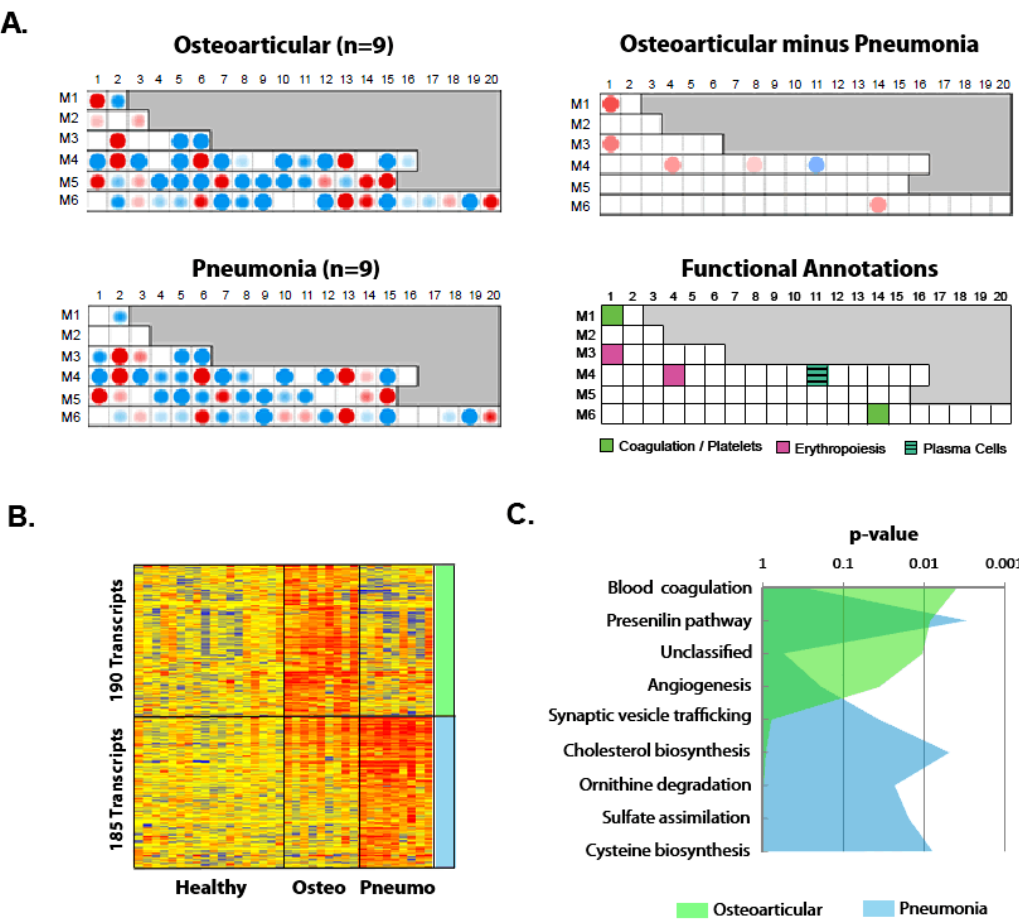 A.
Osteoarticular (n=9)
1 2 3 4 5 6 7 8 9 10 11 12 13 14 15 16 17 18 19 20
M1
M2
M3
M4
M5
M6
Osteoarticular minus Pneumonia
1 2 3 4 5 6 7 8 9 10 11 12 13 14 15 16 17 18 19 20
M1
M2
M3
M4
M5
M6
Pneumonia (n=9)
1 2 3 4 5 6 7 8 9 10 11 12 13 14 15 16 17 18 19 20
M1
M2
M3
M4
M5
M6
Functional Annotations
1 2 3 4 5 6 7 8 9 10 11 12 13 14 15 16 17 18 19 20
M1
M2
M3
M4
M5
M6
Coagulation / Platelets Erythropoiesis Plasma Cells
B.
190 Transcripts
185 Transcripts
Healthy Osteo Pneumo
C.
p-value
1 0.1 0.01 0.001
Blood coagulation
Presenilin pathway
Unclassified
Angiogenesis
Synaptic vesicle trafficking
Cholesterol biosynthesis
Ornithine degradation
Sulfate assimilation
Cysteine biosynthesis
Osteoarticular Pneumonia